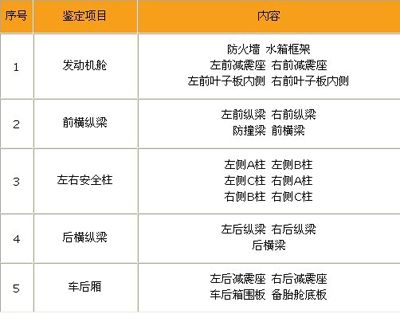 序号 鉴定项目 内容
1 发动机舱 防火墙 水箱框架
左前减震座 右前减震座
左前叶子板内侧 右前叶子板内侧
2 前横纵梁 左前纵梁 右前纵梁
防撞梁 前横梁
3 左右安全柱 左侧A柱 左侧B柱
左侧C柱 右侧A柱
右侧B柱 右侧C柱
4 后横纵梁 左后纵梁 右后纵梁
后横梁
5 车后厢 左后减震座 右后减震座
车后箱围板 备胎舱底板